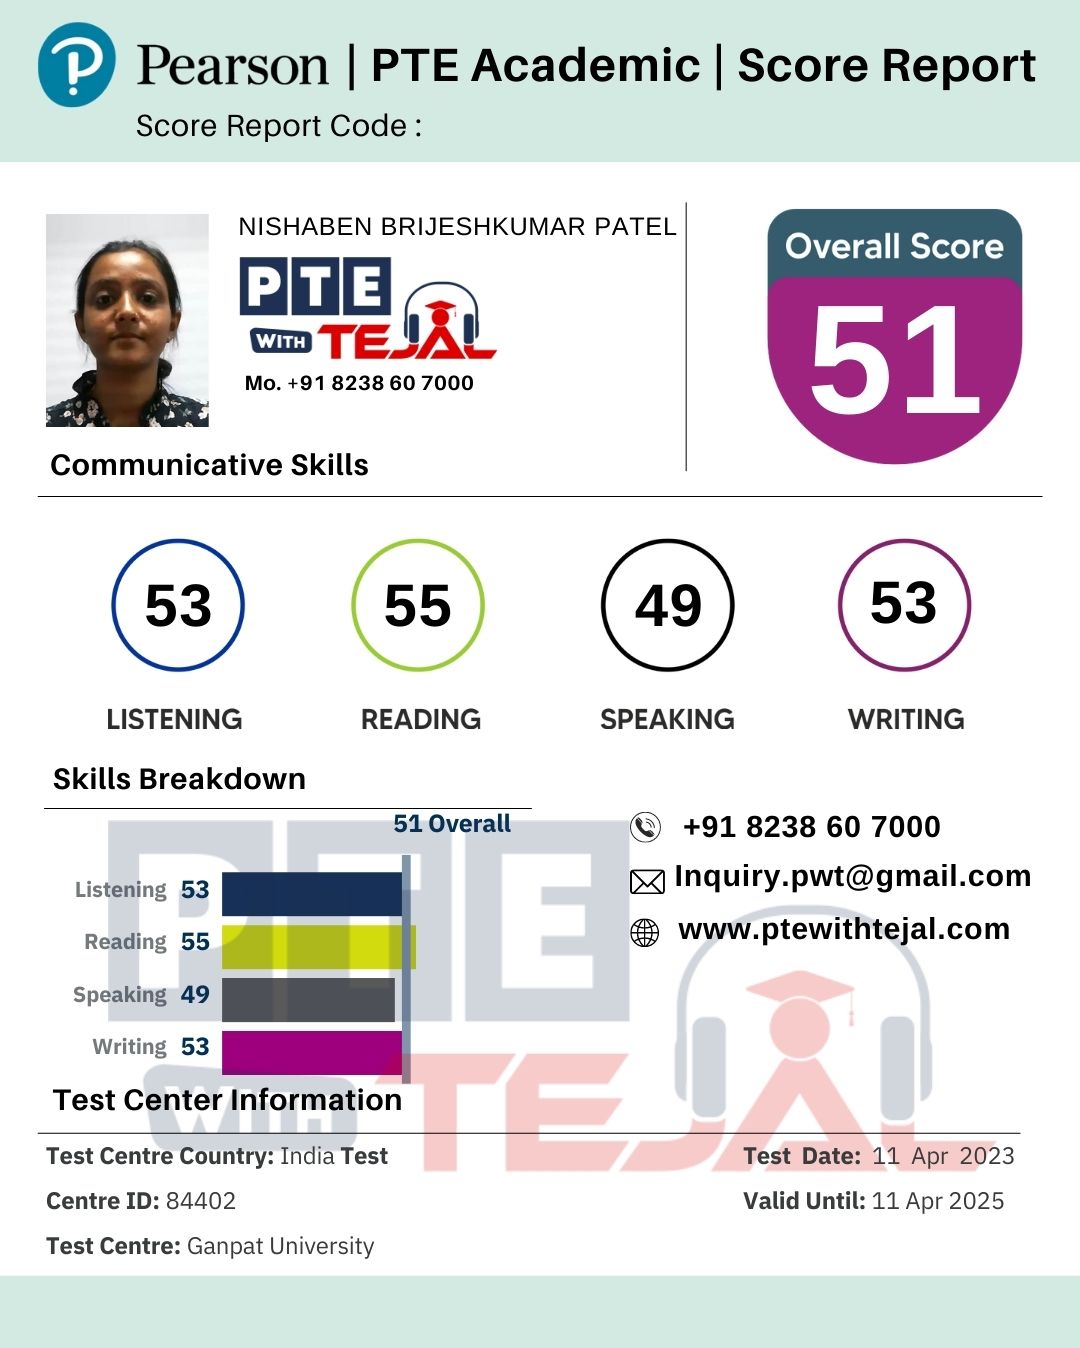 Pearson | PTE Academic | Score Report
Score Report Code :
NISHABEN BRIJESHKUMAR PATEL
PTE
WITH TEJAL
Mo. +91 8238 60 7000
Overall Score
51
Communicative Skills
53 55 49 53
LISTENING READING SPEAKING WRITING
Skills Breakdown
51 Overall
Listening 53
Reading 55
Speaking 49
Writing 53
+91 8238 60 7000
Inquiry.pwt@gmail.com
www.ptewithtejal.com
PTE
WITH TEJAL
Test Center Information
Test Centre Country: India Test
Centre ID: 84402
Test Centre: Ganpat University
Test Date: 11 Apr 2023
Valid Until: 11 Apr 2025